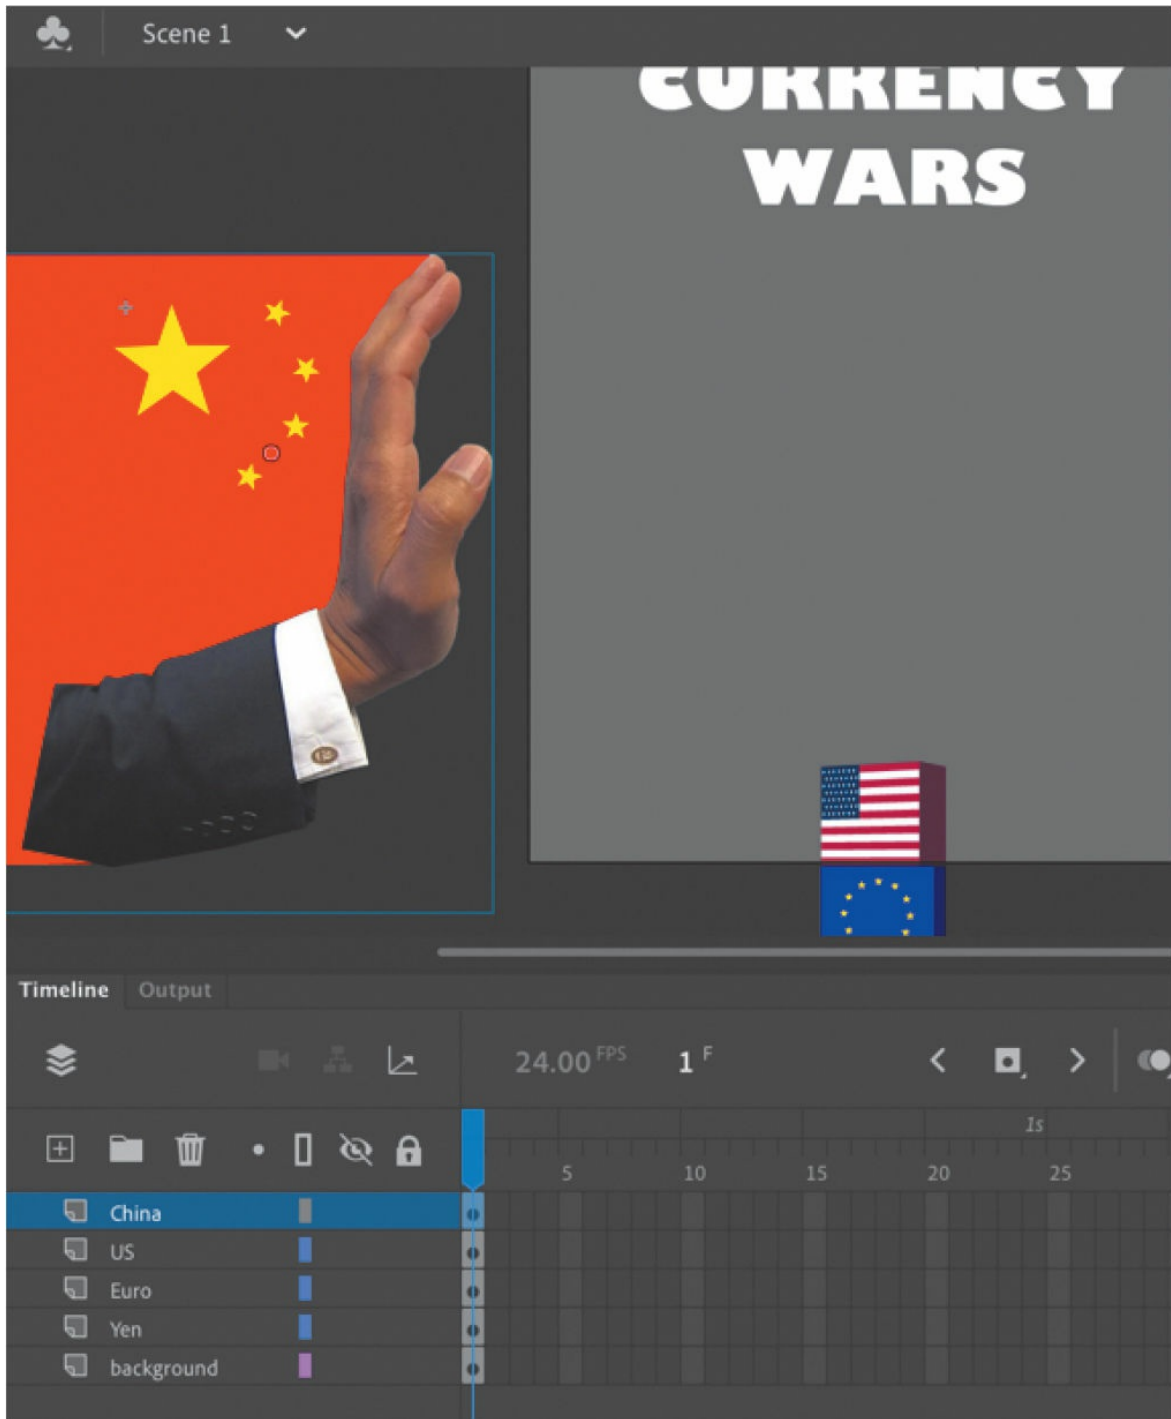 Scene 1
CURRENCY
WARS
Timeline
Output
24.00 FPS
1 F
1s
5
10
15
20
25
China
US
Euro
Yen
background